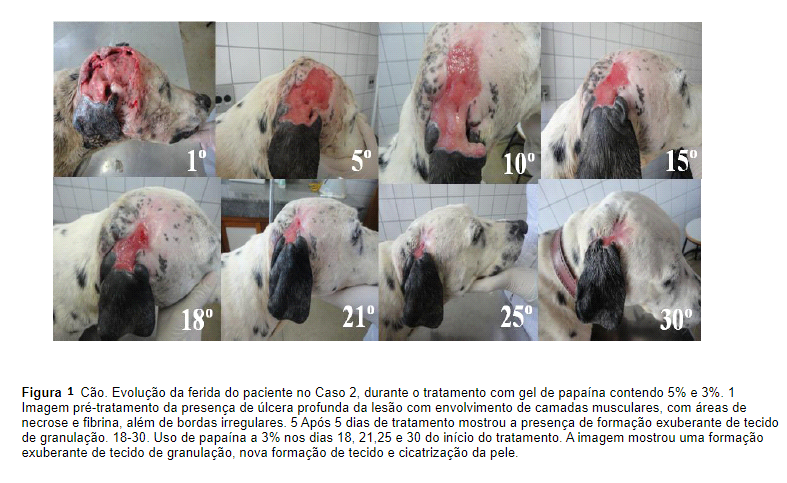 1º
5º
10º
15º
18º
21º
25º
30º
Figura 1 Cão. Evolução da ferida do paciente no Caso 2, durante o tratamento com gel de papaína contendo 5% e 3%. 1
Imagem pré-tratamento da presença de úlcera profunda da lesão com envolvimento de camadas musculares, com áreas de
necrose e fibrina, além de bordas irregulares. 5 Após 5 dias de tratamento mostrou a presença de formação exuberante de tecido
de granulação. 18-30. Uso de papaína a 3% nos dias 18, 21,25 e 30 do início do tratamento. A imagem mostrou uma formação
exuberante de tecido de granulação, nova formação de tecido e cicatrização da pele.